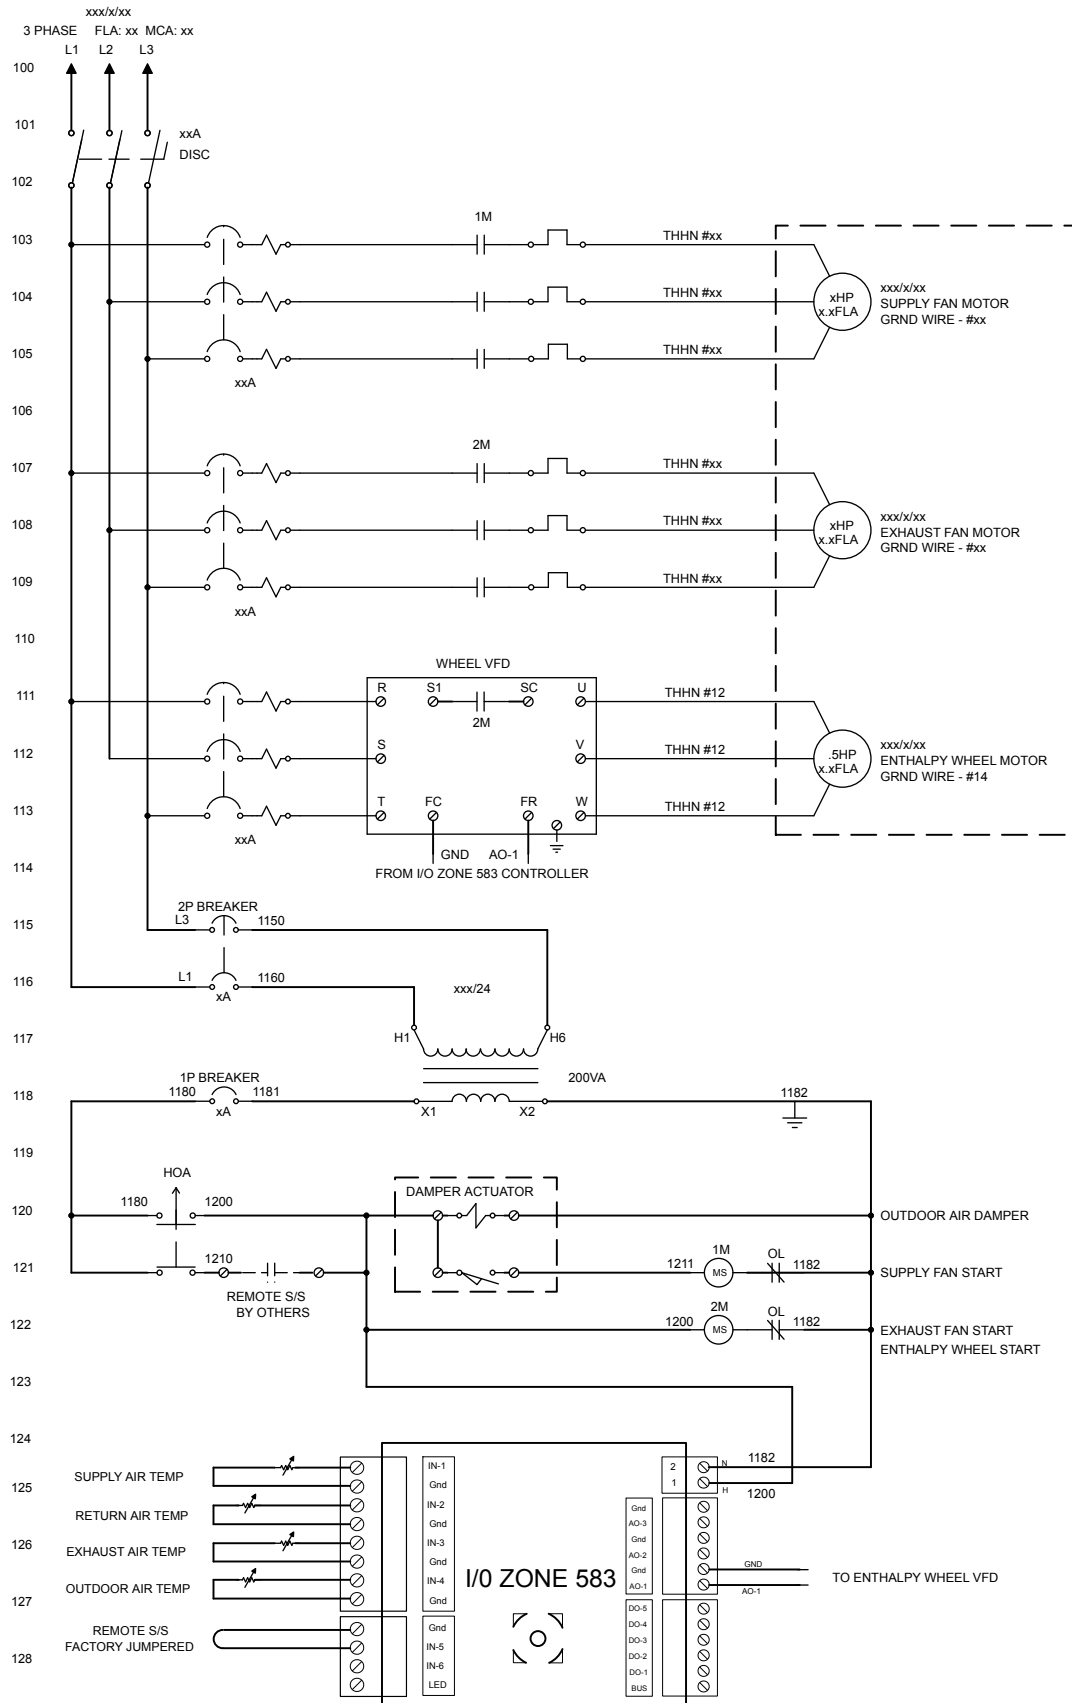 xxx/x/xx
3 PHASE FLA: xx MCA: xx
L1 L2 L3
100
101
xxA
DISC
102
1M
103
THHN #xx
104
THHN #xx
xHP
x.xFLA
xxx/x/xx
SUPPLY FAN MOTOR
GRND WIRE - #xx
105
THHN #xx
xxA
106
2M
107
THHN #xx
108
THHN #xx
xHP
x.xFLA
xxx/x/xx
EXHAUST FAN MOTOR
GRND WIRE - #xx
109
THHN #xx
xxA
110
WHEEL VFD
111
R S1 SC U
2M
THHN #12
112
S V
THHN #12
.5HP
x.xFLA
xxx/x/xx
ENTHALPY WHEEL MOTOR
GRND WIRE - #14
113
T FC FR W
THHN #12
xxA
GND AO-1
114
FROM I/O ZONE 583 CONTROLLER
2P BREAKER
115
L3 1150
116
L1 1160
xA
xxx/24
117
H1 H6
200VA
1P BREAKER
118
1180 1181
xA
X1 X2
1182
119
HOA
DAMPER ACTUATOR
120
1180 1200
OUTDOOR AIR DAMPER
121
1210
REMOTE S/S
BY OTHERS
1211
1M
MS
OL
1182
SUPPLY FAN START
122
1200
2M
MS
OL
1182
EXHAUST FAN START
ENTHALPY WHEEL START
123
124
125
126
127
128
SUPPLY AIR TEMP
RETURN AIR TEMP
EXHAUST AIR TEMP
OUTDOOR AIR TEMP
REMOTE S/S
FACTORY JUMPERED
IN-1
Gnd
IN-2
Gnd
IN-3
Gnd
IN-4
Gnd
Gnd
IN-5
IN-6
LED
I/0 ZONE 583
2 N 1182
1 H 1200
Gnd
AO-3
Gnd
AO-2
Gnd
AO-1
GND
AO-1
TO ENTHALPY WHEEL VFD
DO-5
DO-4
DO-3
DO-2
DO-1
BUS